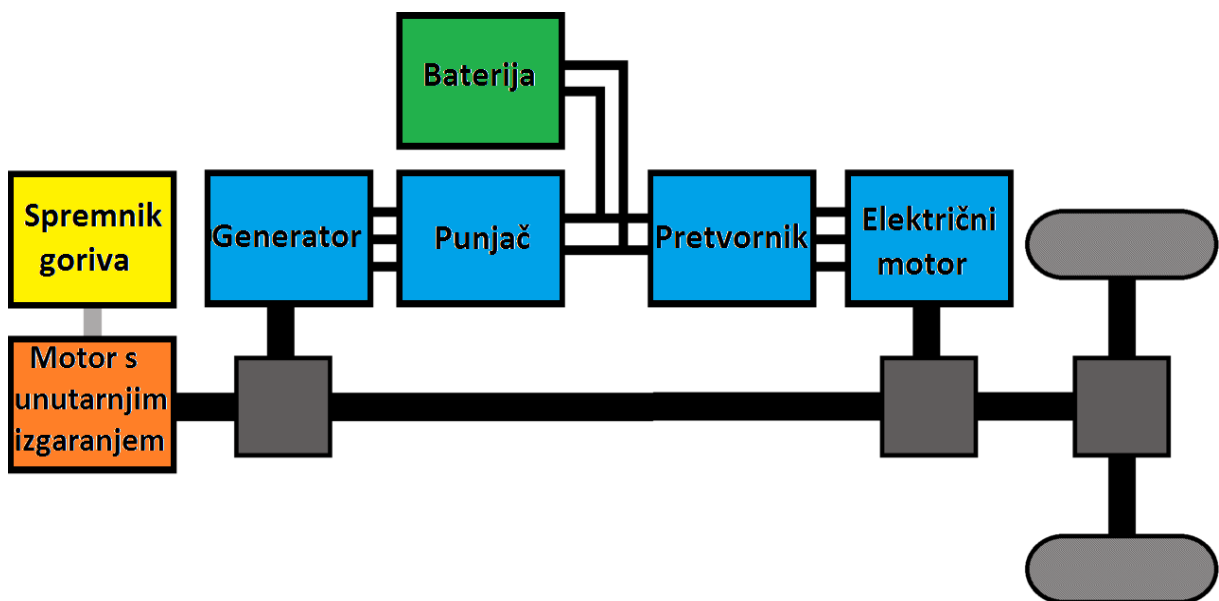 Baterija
Spremnik
goriva
Generator
Punjač
Pretvornik
Električni
motor
Motor s
unutarnjim
izgaranjem